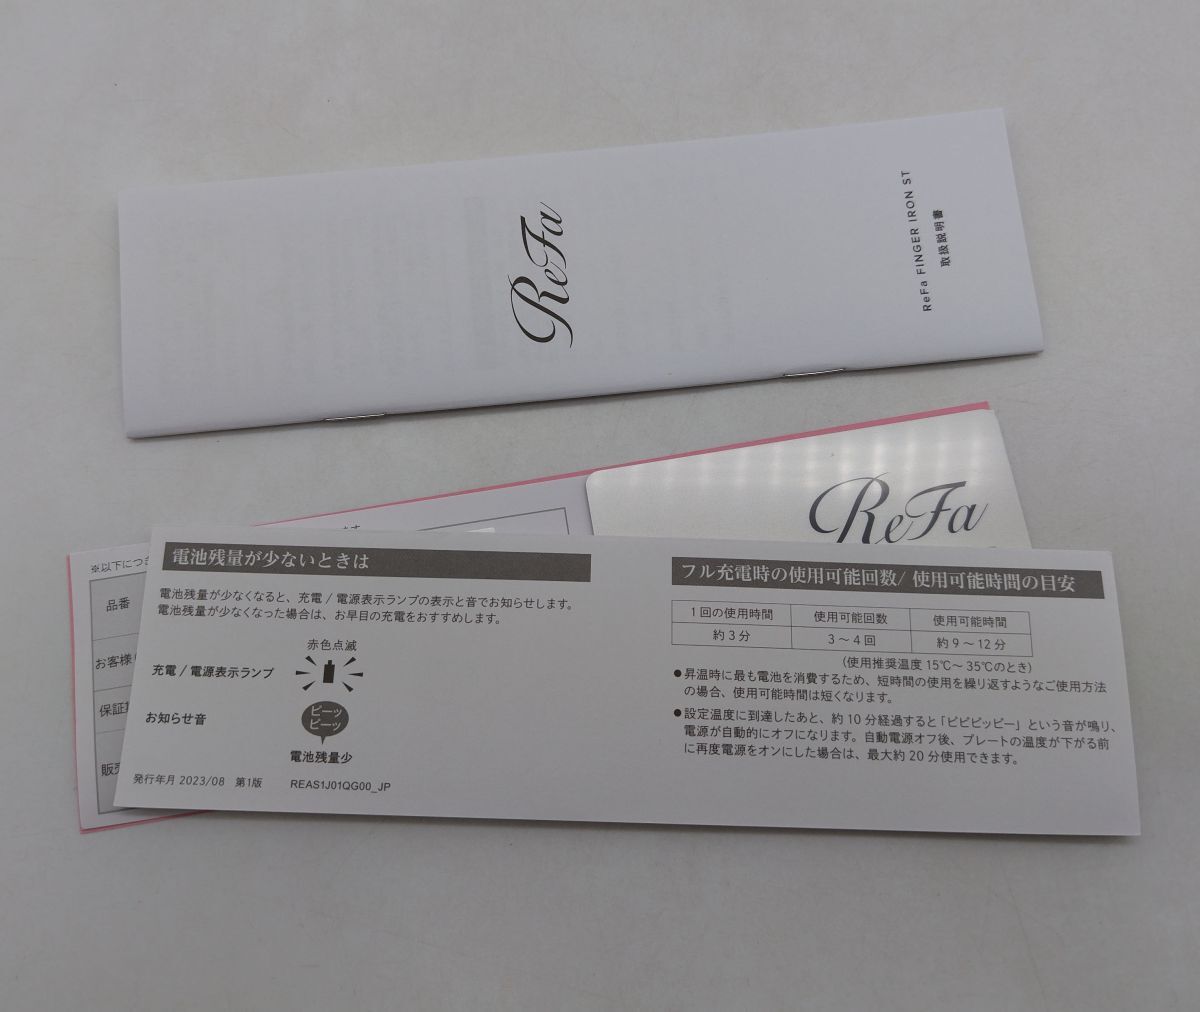 ReFa
ReFa FINGER IRON ST
取扱説明書
ReFa
※以下につき
ます
品番
お客様
保証
販売
電池残量が少ないときは
電池残量が少なくなると、充電/電源表示ランプの表示と音でお知らせします。
電池残量が少なくなった場合は、お早目の充電をおすすめします。
赤色点滅
充電/電源表示ランプ
お知らせ音
ピーッ
ピーッ
電池残量少
発行年月 2023/08 第1版 REAS1J01QG00_JP
フル充電時の使用可能回数/ 使用可能時間の目安
1回の使用時間 使用可能回数 使用可能時間
約3分 3〜4回 約9〜12分
(使用推奨温度 15℃〜35℃のとき)
●昇温時に最も電池を消費するため、短時間の使用を繰り返すようなご使用方法
の場合、使用可能時間は短くなります。
●設定温度に到達したあと、約10分経過すると「ピピピッピー」という音が鳴り、
電源が自動的にオフになります。自動電源オフ後、プレートの温度が下がる前
に再度電源をオンにした場合は、最大約20分使用できます。